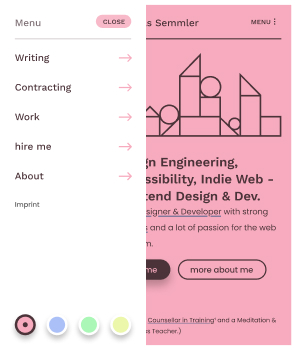 Menu
CLOSE
Writing
Contracting
Work
hire me
About
Imprint
s Semmler
MENU
gn Engineering,
ssibility, Indie Web -
tend Design & Dev.
signer & Developer with strong
and a lot of passion for the web
m.
me
more about me
Counsellor in Training' and a Meditation &
s Teacher.)